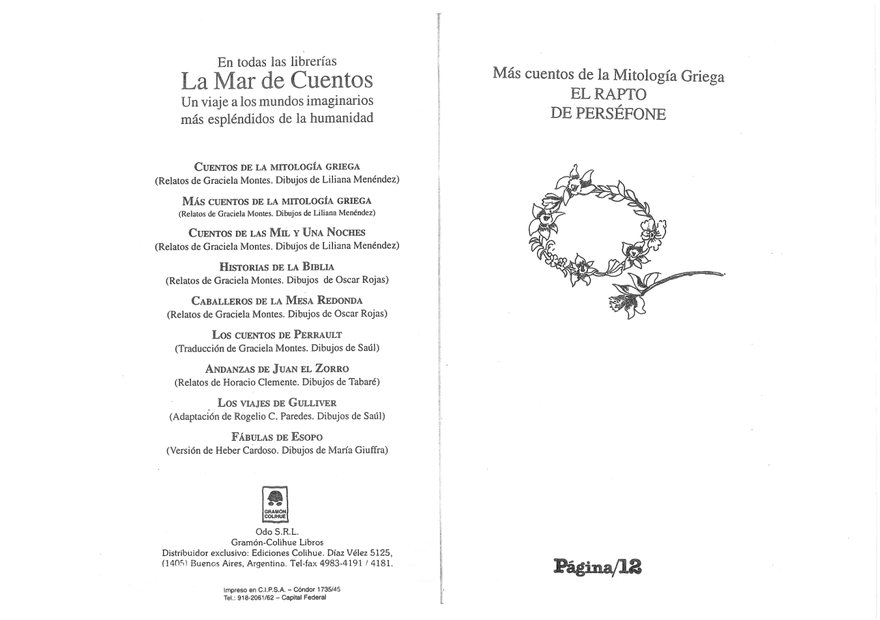 En todas las librerías
La Mar de Cuentos
Un viaje a los mundos imaginarios
más espléndidos de la humanidad
CUENTOS DE LA MITOLOGÍA GRIEGA
(Relatos de Graciela Montes. Dibujos de Liliana Menéndez)
MÁS CUENTOS DE LA MITOLOGÍA GRIEGA
(Relatos de Graciela Montes. Dibujos de Liliana Menéndez)
CUENTOS DE LAS MIL Y UNA NOCHES
(Relatos de Graciela Montes. Dibujos de Liliana Menéndez)
HISTORIAS DE LA BIBLIA
(Relatos de Graciela Montes. Dibujos de Oscar Rojas)
CABALLEROS DE LA MESA REDONDA
(Relatos de Graciela Montes. Dibujos de Oscar Rojas)
LOS CUENTOS DE PERRAULT
(Traducción de Graciela Montes. Dibujos de Saúl)
ANDANZAS DE JUAN EL ZORRO
(Relatos de Horacio Clemente. Dibujos de Tabaré)
LOS VIAJES DE GULLIVER
(Adaptación de Rogelio C. Paredes. Dibujos de Saúl)
FÁBULAS DE ESOPO
(Versión de Heber Cardoso. Dibujos de María Giuffra)
GRAMÓN
COLIHUE
Odo S.R.L.
Gramón-Colihue Libros
Distribuidor exclusivo: Ediciones Colihue. Díaz Vélez 5125,
(1405) Buenos Aires, Argentina. Tel-fax 4983-4191 / 4181.
Impreso en C.I.P.S.A. – Cóndor 1735/45
Tel.: 918-2061/62 – Capital Federal
Más cuentos de la Mitología Griega
EL RAPTO
DE PERSÉFONE
Página/12